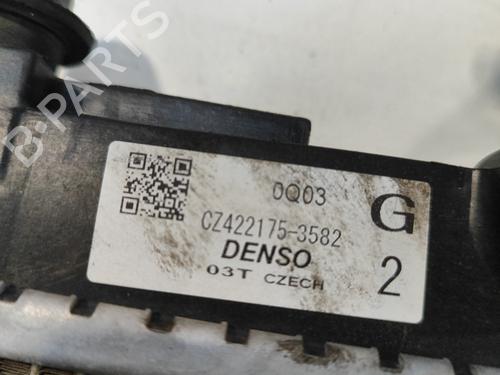 B-PARTS
0Q03
G
CZ422175-3582
DENSO
2
03T CZECH